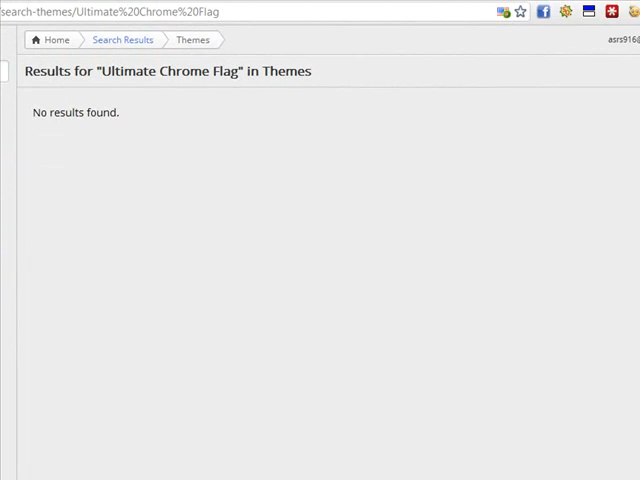 search-themes/Ultimate%20Chrome%20Flag
Home
Search Results
Themes
asrs916@
Results for "Ultimate Chrome Flag" in Themes
No results found.